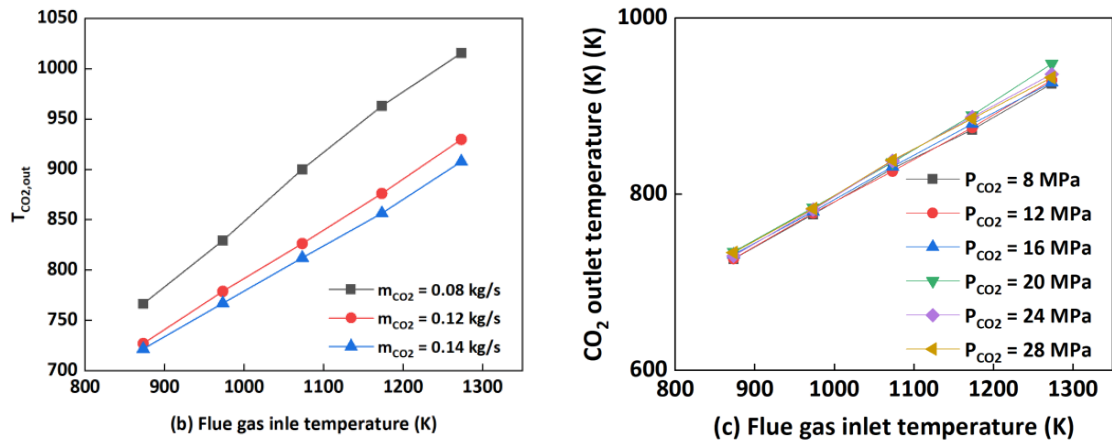 1050
1000
950
900
850
800
750
700
T_CO2,out
800 900 1000 1100 1200 1300
(b) Flue gas inle temperature (K)
m_CO2 = 0.08 kg/s
m_CO2 = 0.12 kg/s
m_CO2 = 0.14 kg/s
1000
800
600
CO₂ outlet temperature (K) (K)
800 900 1000 1100 1200 1300
(c) Flue gas inlet temperature (K)
P_CO2 = 8 MPa
P_CO2 = 12 MPa
P_CO2 = 16 MPa
P_CO2 = 20 MPa
P_CO2 = 24 MPa
P_CO2 = 28 MPa